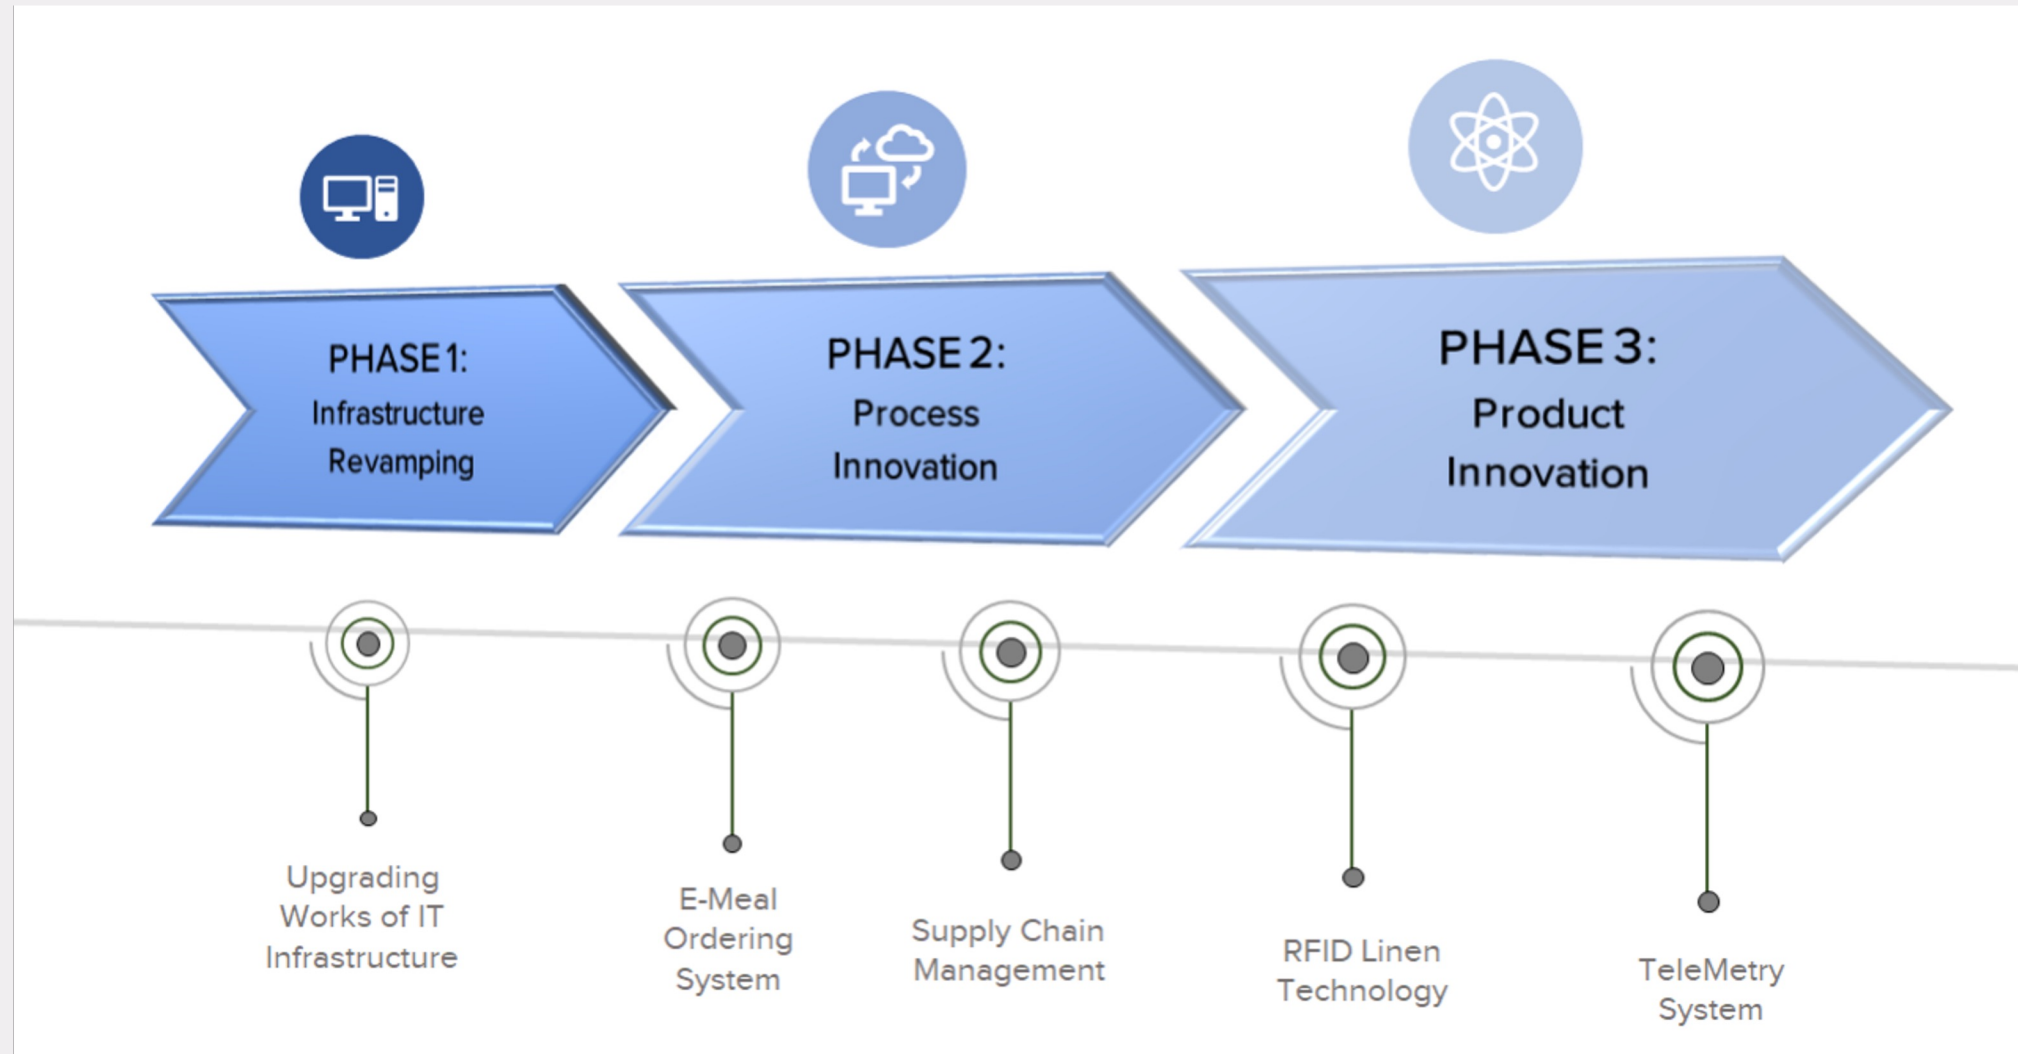 PHASE 1:
Infrastructure
Revamping
PHASE 2:
Process
Innovation
PHASE 3:
Product
Innovation
Upgrading
Works of IT
Infrastructure
E-Meal
Ordering
System
Supply Chain
Management
RFID Linen
Technology
TeleMetry
System